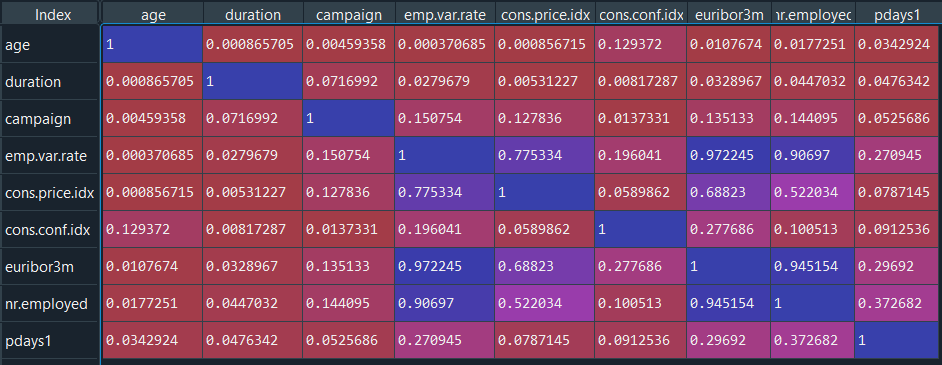 Index age duration campaign emp.var.rate cons.price.idx cons.conf.idx euribor3m nr.employed pdays1
age 1 0.000865705 0.00459358 0.000370685 0.000856715 0.129372 0.0107674 0.0177251 0.0342924
duration 0.000865705 1 0.0716992 0.0279679 0.00531227 0.00817287 0.0328967 0.0447032 0.0476342
campaign 0.00459358 0.0716992 1 0.150754 0.127836 0.0137331 0.135133 0.144095 0.0525686
emp.var.rate 0.000370685 0.0279679 0.150754 1 0.775334 0.196041 0.972245 0.90697 0.270945
cons.price.idx 0.000856715 0.00531227 0.127836 0.775334 1 0.0589862 0.68823 0.522034 0.0787145
cons.conf.idx 0.129372 0.00817287 0.0137331 0.196041 0.0589862 1 0.277686 0.100513 0.0912536
euribor3m 0.0107674 0.0328967 0.135133 0.972245 0.68823 0.277686 1 0.945154 0.29692
nr.employed 0.0177251 0.0447032 0.144095 0.90697 0.522034 0.100513 0.945154 1 0.372682
pdays1 0.0342924 0.0476342 0.0525686 0.270945 0.0787145 0.0912536 0.29692 0.372682 1